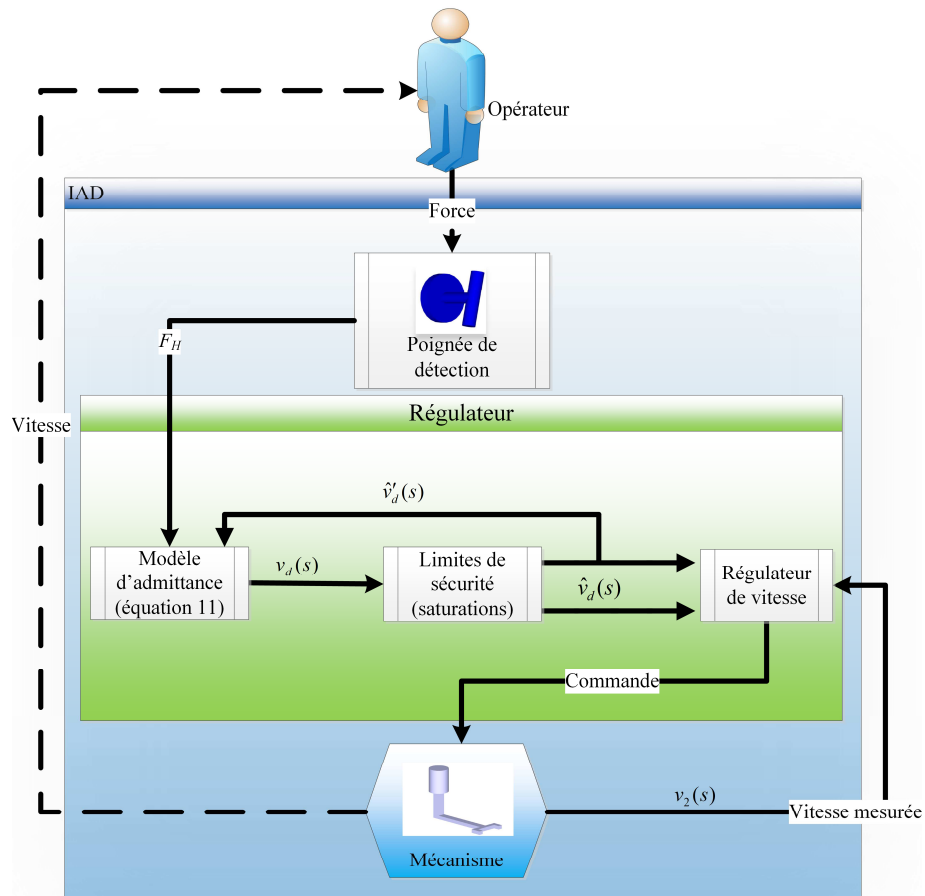 Opérateur
IAD
Force
Poignée de
détection
F_H
Régulateur
Vitesse
v̂′_d(s)
Modèle
d’admittance
(équation 11)
v_d(s)
Limites de
sécurité
(saturations)
v̂_d(s)
Régulateur
de vitesse
Commande
v_2(s)
Vitesse mesurée
Mécanisme